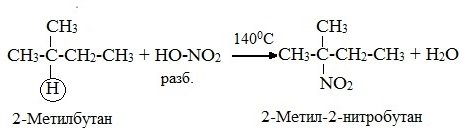 CH3 CH3
CH3-C-CH2-CH3 + HO-NO2 140⁰C CH3-C-CH2-CH3 + H2O
H разб. NO2
2-Метилбутан 2-Метил-2-нитробутан